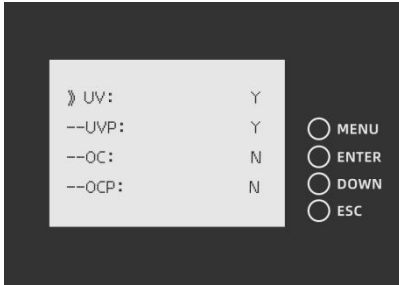 》UV: Y
--UVP: Y
--OC: N
--OCP: N
MENU
ENTER
DOWN
ESC